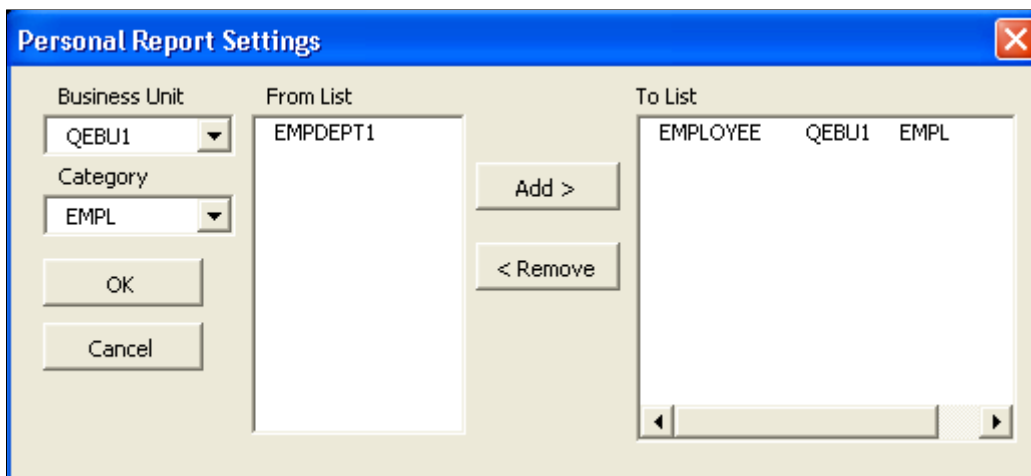 Personal Report Settings
Business Unit
QEBU1
Category
EMPL
OK
Cancel
From List
EMPDEPT1
Add >
< Remove
To List
EMPLOYEE QEBU1 EMPL